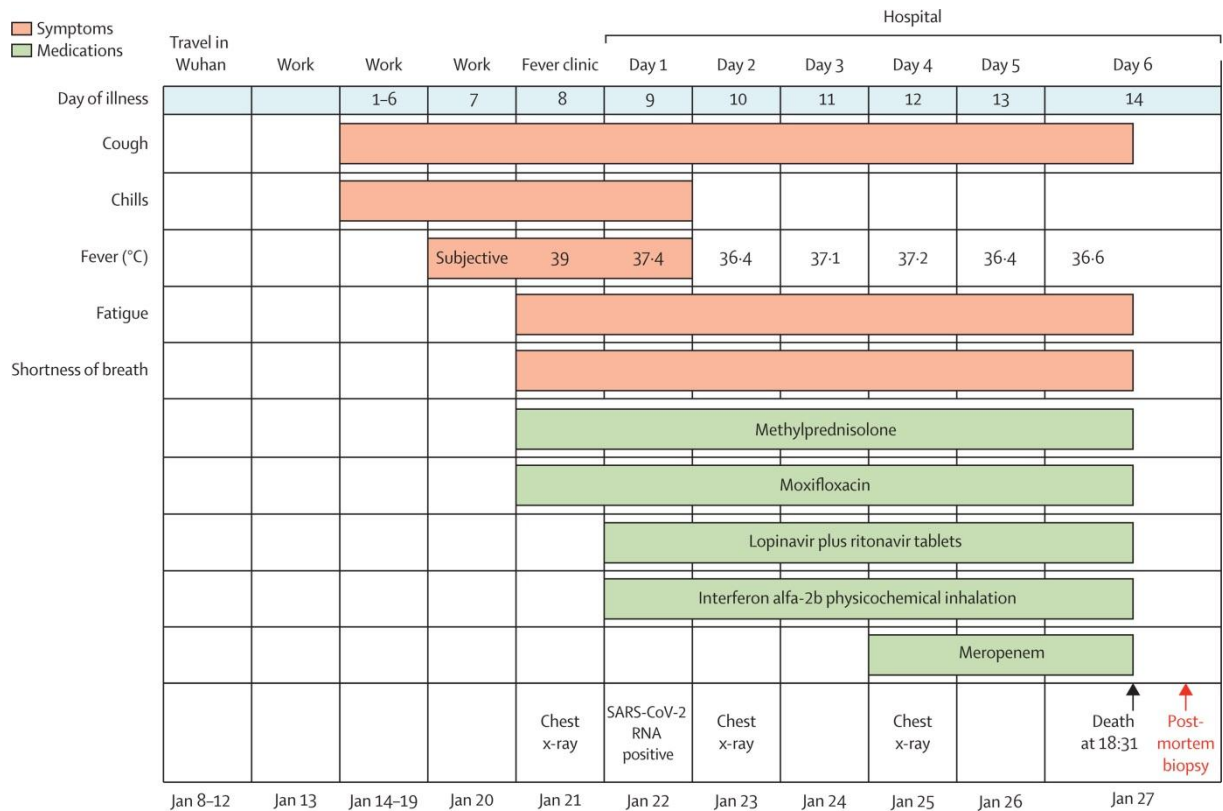 Hospital
Symptoms
Medications
Travel in
Wuhan
Work
Work
Work
Fever clinic
Day 1
Day 2
Day 3
Day 4
Day 5
Day 6
Day of illness
1–6
7
8
9
10
11
12
13
14
Cough
Chills
Fever (°C)
Subjective
39
37·4
36·4
37·1
37·2
36·4
36·6
Fatigue
Shortness of breath
Methylprednisolone
Moxifloxacin
Lopinavir plus ritonavir tablets
Interferon alfa-2b physicochemical inhalation
Meropenem
Chest
x-ray
SARS-CoV-2
RNA
positive
Chest
x-ray
Chest
x-ray
Death
at 18:31
Post-
mortem
biopsy
Jan 8–12
Jan 13
Jan 14–19
Jan 20
Jan 21
Jan 22
Jan 23
Jan 24
Jan 25
Jan 26
Jan 27